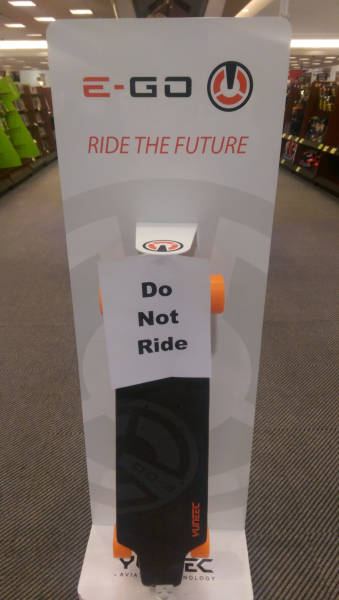 E-GO
RIDE THE FUTURE
Do
Not
Ride
YUNEEC